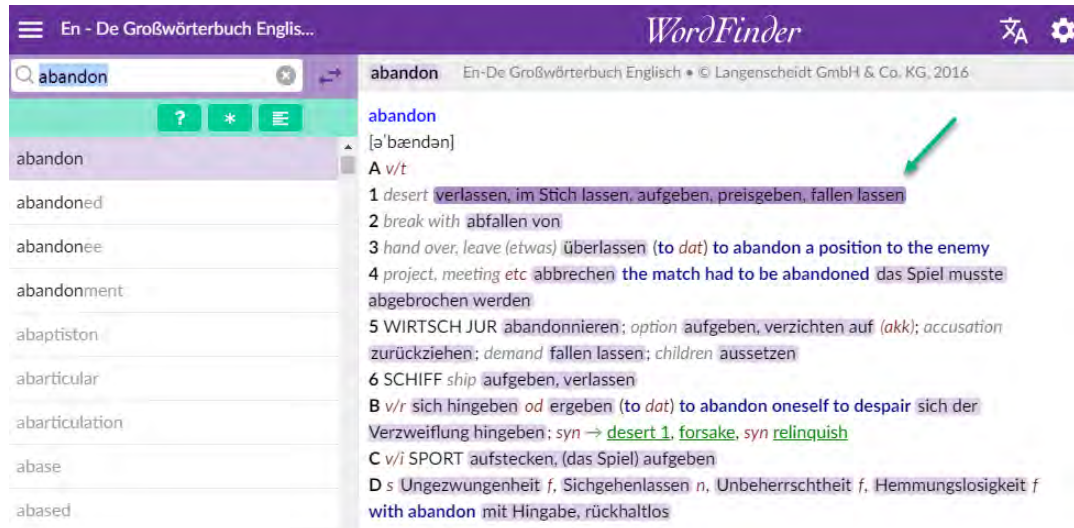 En - De Großwörterbuch Englis...
WordFinder
abandon
abandon En-De Großwörterbuch Englisch • © Langenscheidt GmbH & Co. KG, 2016
? *
abandon
abandoned
abandonee
abandonment
abaptiston
abarticular
abarticulation
abase
abased
abandon
[ə'bændən]
A v/t
1 desert verlassen, im Stich lassen, aufgeben, preisgeben, fallen lassen
2 break with abfallen von
3 hand over, leave (etwas) überlassen (to dat) to abandon a position to the enemy
4 project, meeting etc abbrechen the match had to be abandoned das Spiel musste
abgebrochen werden
5 WIRTSCH JUR abandonnieren; option aufgeben, verzichten auf (akk); accusation
zurückziehen; demand fallen lassen; children aussetzen
6 SCHIFF ship aufgeben, verlassen
B v/r sich hingeben od ergeben (to dat) to abandon oneself to despair sich der
Verzweiflung hingeben; syn → desert 1, forsake, syn relinquish
C v/i SPORT aufstecken, (das Spiel) aufgeben
D s Ungezwungenheit f, Sichgehenlassen n, Unbeherrschtheit f, Hemmungslosigkeit f
with abandon mit Hingabe, rückhaltlos